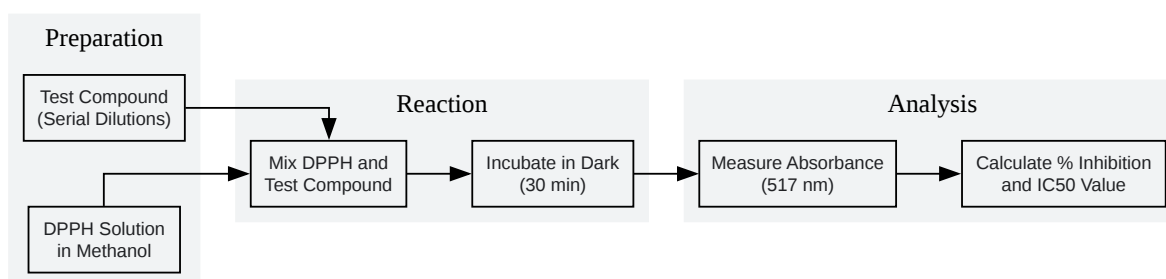 Preparation
Test Compound
(Serial Dilutions)
DPPH Solution
in Methanol
Reaction
Mix DPPH and
Test Compound
Incubate in Dark
(30 min)
Analysis
Measure Absorbance
(517 nm)
Calculate % Inhibition
and IC50 Value